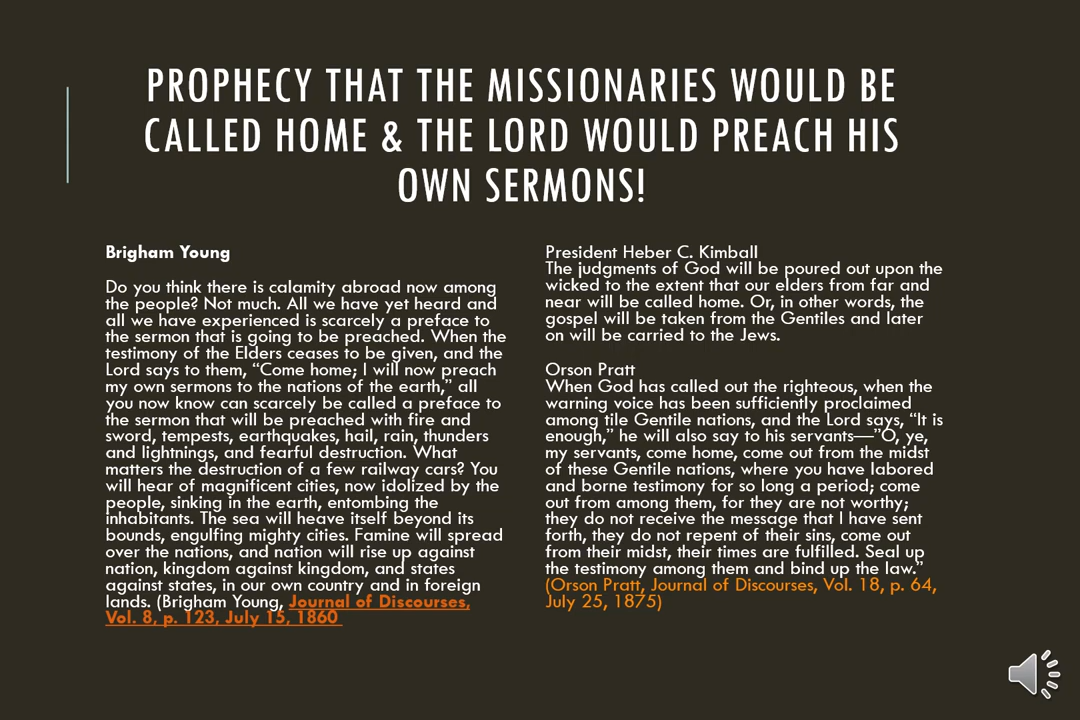 PROPHECY THAT THE MISSIONARIES WOULD BE
CALLED HOME & THE LORD WOULD PREACH HIS
OWN SERMONS!
Brigham Young
Do you think there is calamity abroad now among
the people? Not much. All we have yet heard and
all we have experienced is scarcely a preface to
the sermon that is going to be preached. When the
testimony of the Elders ceases to be given, and the
Lord says to them, “Come home; I will now preach
my own sermons to the nations of the earth,” all
you now know can scarcely be called a preface to
the sermon that will be preached with fire and
sword, tempests, earthquakes, hail, rain, thunders
and lightnings, and fearful destruction. What
matters the destruction of a few railway cars? You
will hear of magnificent cities, now idolized by the
people, sinking in the earth, entombing the
inhabitants. The sea will heave itself beyond its
bounds, engulfing mighty cities. Famine will spread
over the nations, and nation will rise up against
nation, kingdom against kingdom, and states
against states, in our own country and in foreign
lands. (Brigham Young, Journal of Discourses,
Vol. 8, p. 123, July 15, 1860
President Heber C. Kimball
The judgments of God will be poured out upon the
wicked to the extent that our elders from far and
near will be called home. Or, in other words, the
gospel will be taken from the Gentiles and later
on will be carried to the Jews.
Orson Pratt
When God has called out the righteous, when the
warning voice has been sufficiently proclaimed
among tile Gentile nations, and the Lord says, “It is
enough,” he will also say to his servants—”O, ye,
my servants, come home, come out from the midst
of these Gentile nations, where you have labored
and borne testimony for so long a period; come
out from among them, for they are not worthy;
they do not receive the message that I have sent
forth, they do not repent of their sins, come out
from their midst, their times are fulfilled. Seal up
the testimony among them and bind up the law.”
(Orson Pratt, Journal of Discourses, Vol. 18, p. 64,
July 25, 1875)